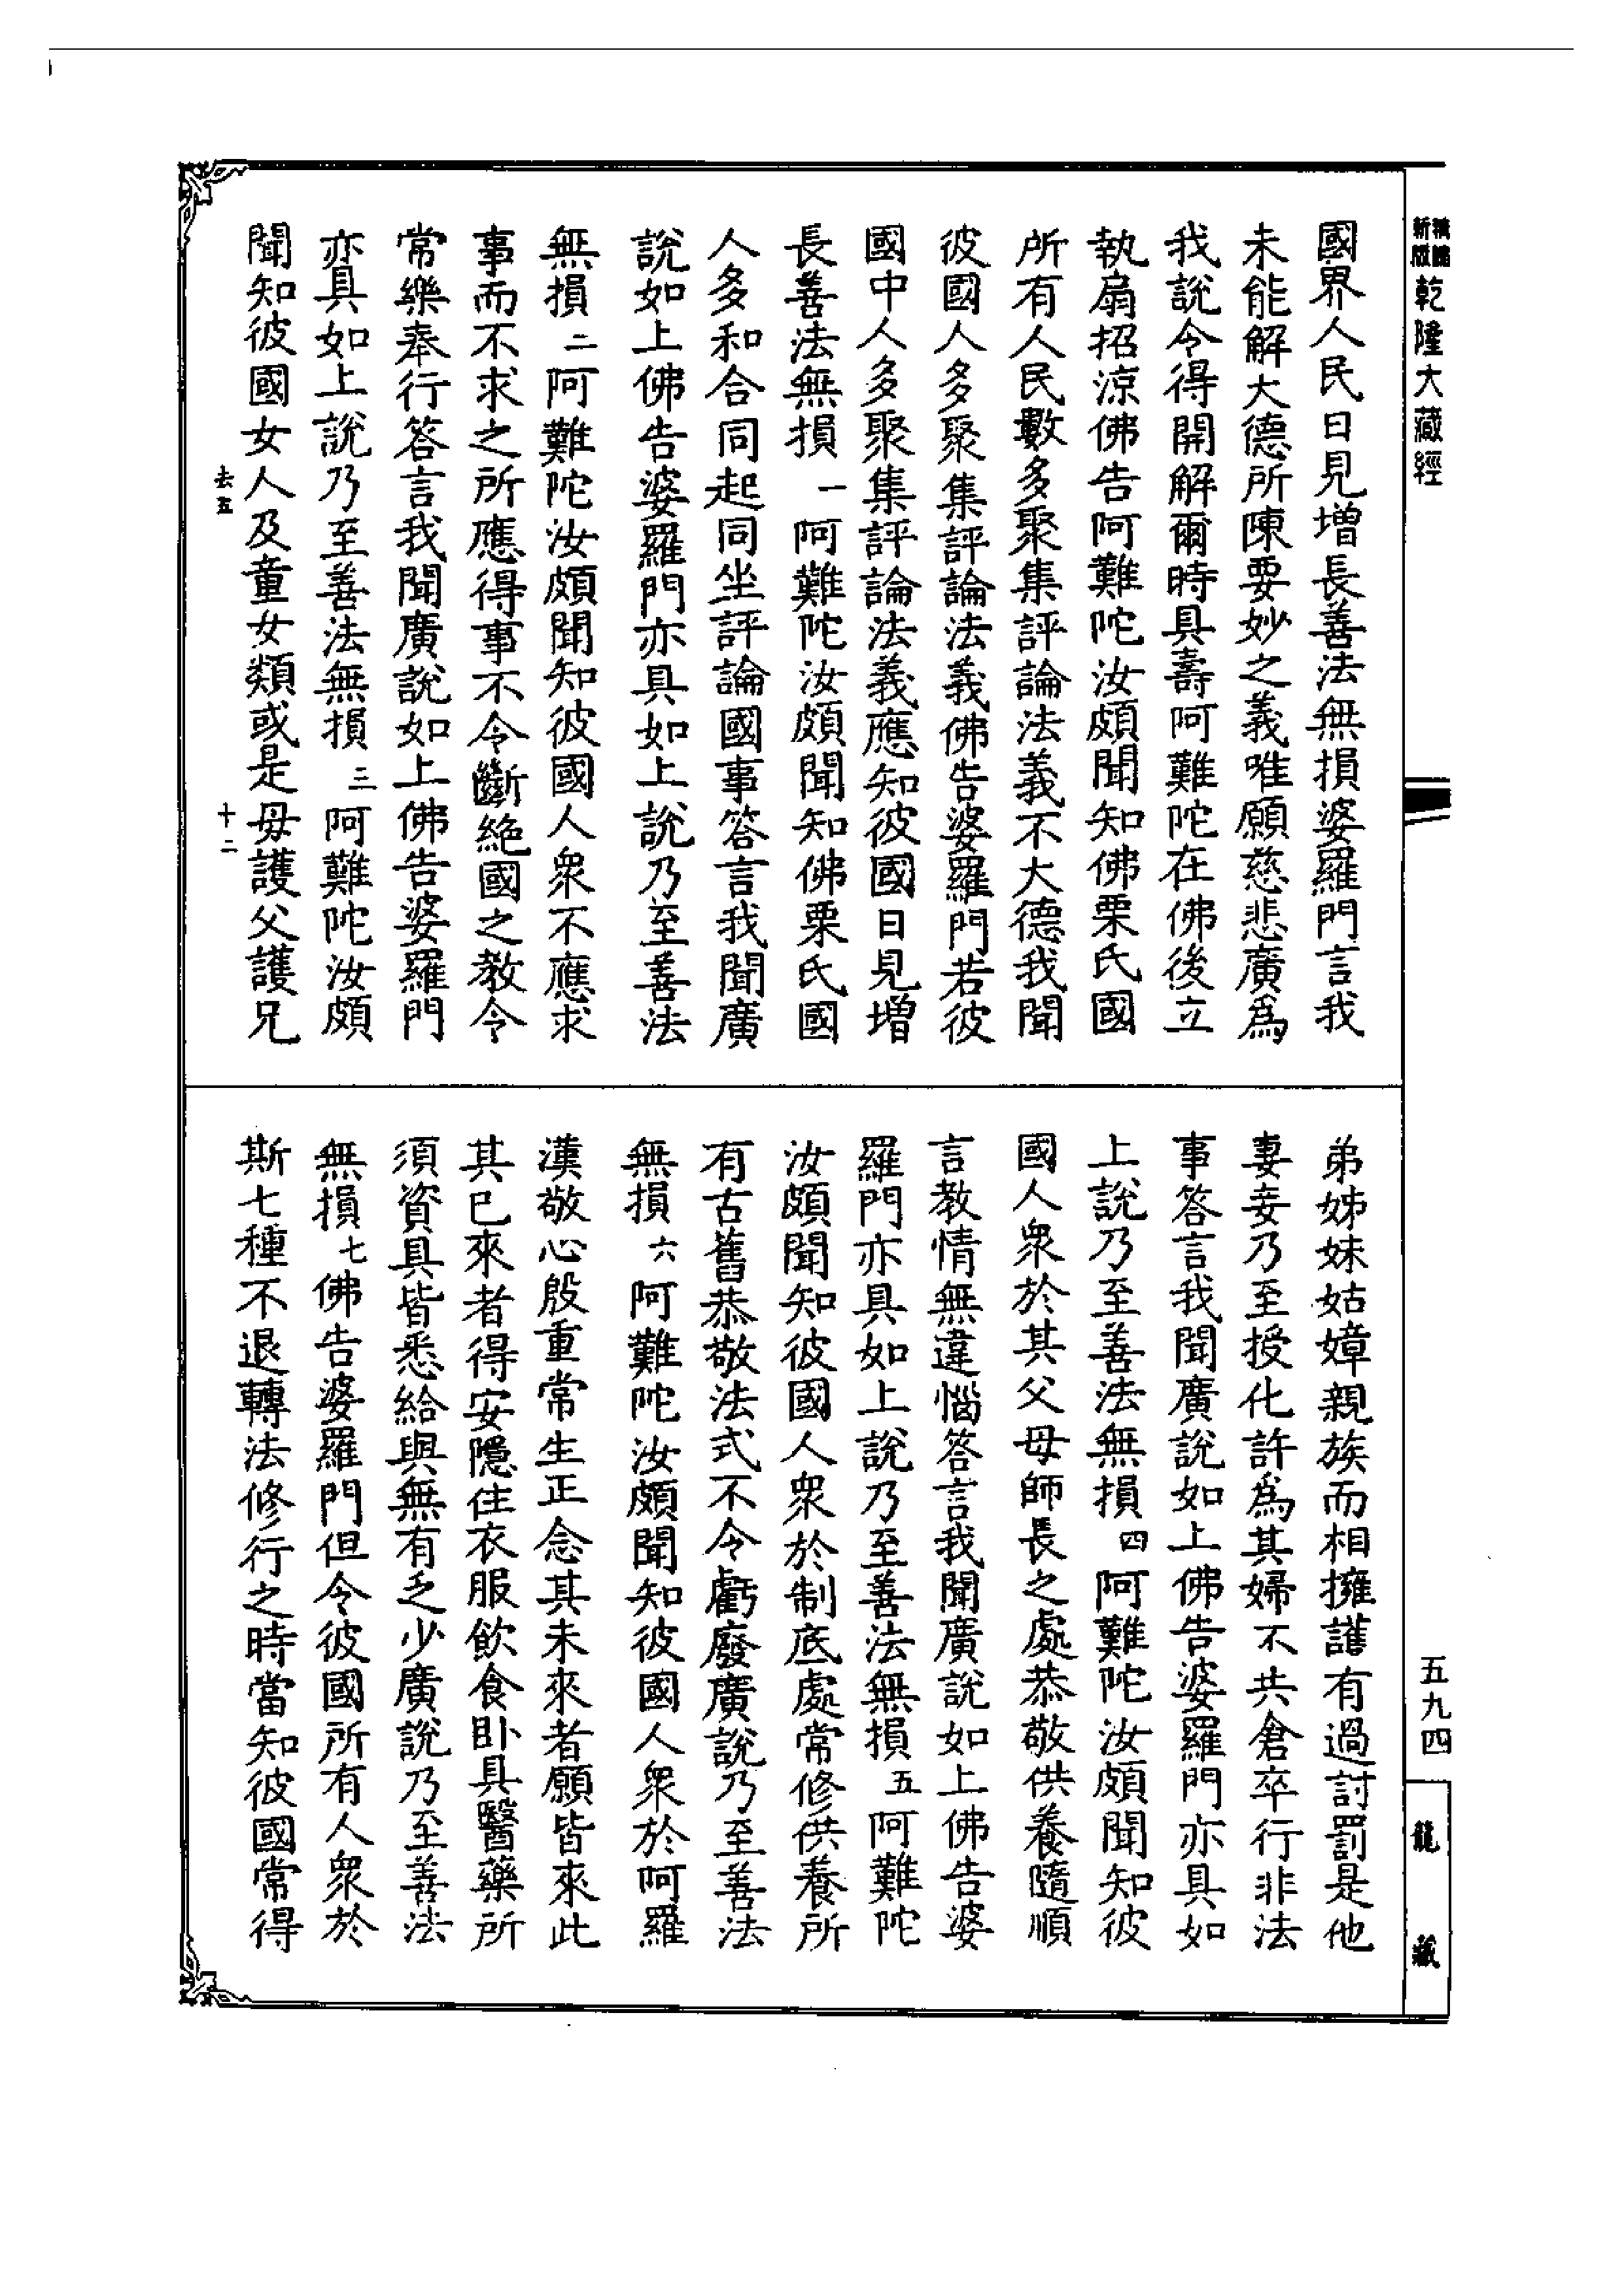 新版
乾隆大藏經
五九四
龍藏
國界人民日見增長善法無損婆羅門言我
未能解大德所陳要妙之義唯願慈悲廣爲
我說令得開解爾時具壽阿難陀在佛後立
執扇招涼佛告阿難陀汝頗聞知佛栗氏國
所有人民數多聚集評論法義不大德我聞
彼國人多聚集評論法義佛告婆羅門若彼
國中人多聚集評論法義應知彼國日見增
長善法無損一阿難陀汝頗聞知佛栗氏國
人多和合同起同坐評論國事答言我聞廣
說如上佛告婆羅門亦具如上說乃至善法
無損二阿難陀汝頗聞知彼國人衆不應求
事而不求之所應得事不令斷絶國之教令
常樂奉行答言我聞廣說如上佛告婆羅門
亦具如上說乃至善法無損三阿難陀汝頗
聞知彼國女人及童女類或是母護父護兄
去五
十二
弟姊妹姑嫜親族而相擁護有過討罰是他
妻妾乃至授化許爲其婦不共倉卒行非法
事答言我聞廣說如上佛告婆羅門亦具如
上說乃至善法無損四阿難陀汝頗聞知彼
國人衆於其父母師長之處恭敬供養隨順
言教情無違惱答言我聞廣說如上佛告婆
羅門亦具如上說乃至善法無損五阿難陀
汝頗聞知彼國人衆於制底處常修供養所
有古舊恭敬法式不令虧廢廣說乃至善法
無損六阿難陀汝頗聞知彼國人衆於阿羅
漢敬心殷重常生正念其未來者願皆來此
其已來者得安隱住衣服飲食卧具醫藥所
須資具皆悉給與無有乏少廣說乃至善法
無損七佛告婆羅門但令彼國所有人衆於
斯七種不退轉法修行之時當知彼國常得